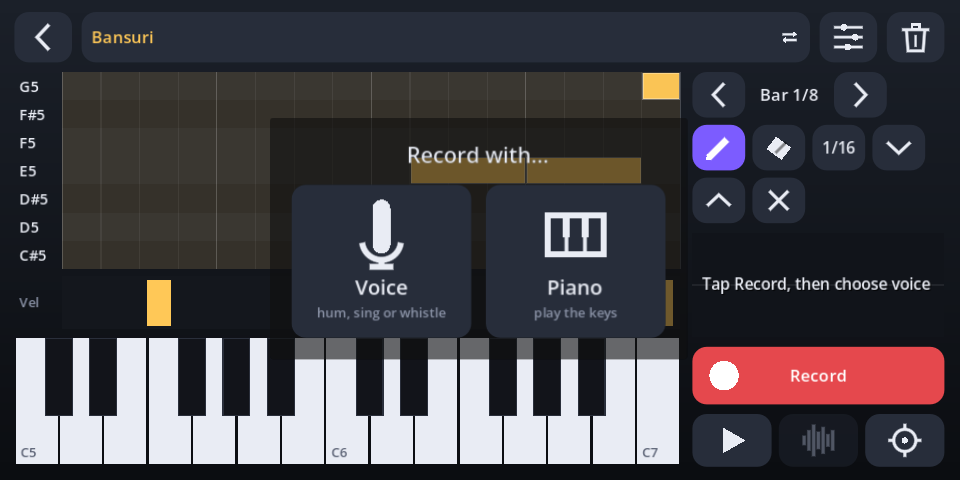 Bansuri
G5
F#5
F5
E5
D#5
D5
C#5
Vel
Record with...
Voice
hum, sing or whistle
Piano
play the keys
C5
C6
C7
Bar 1/8
1/16
Tap Record, then choose voice
Record